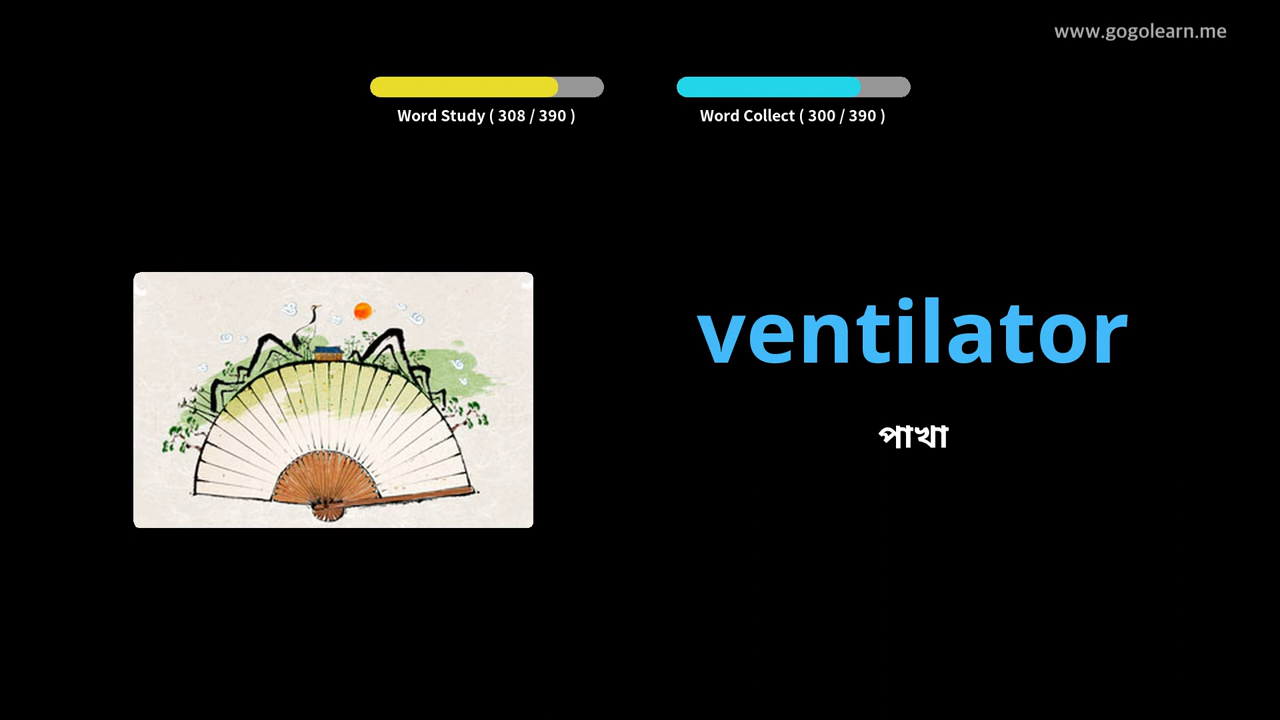 www.gogolearn.me
Word Study ( 308 / 390 )
Word Collect ( 300 / 390 )
ventilator
পাখা